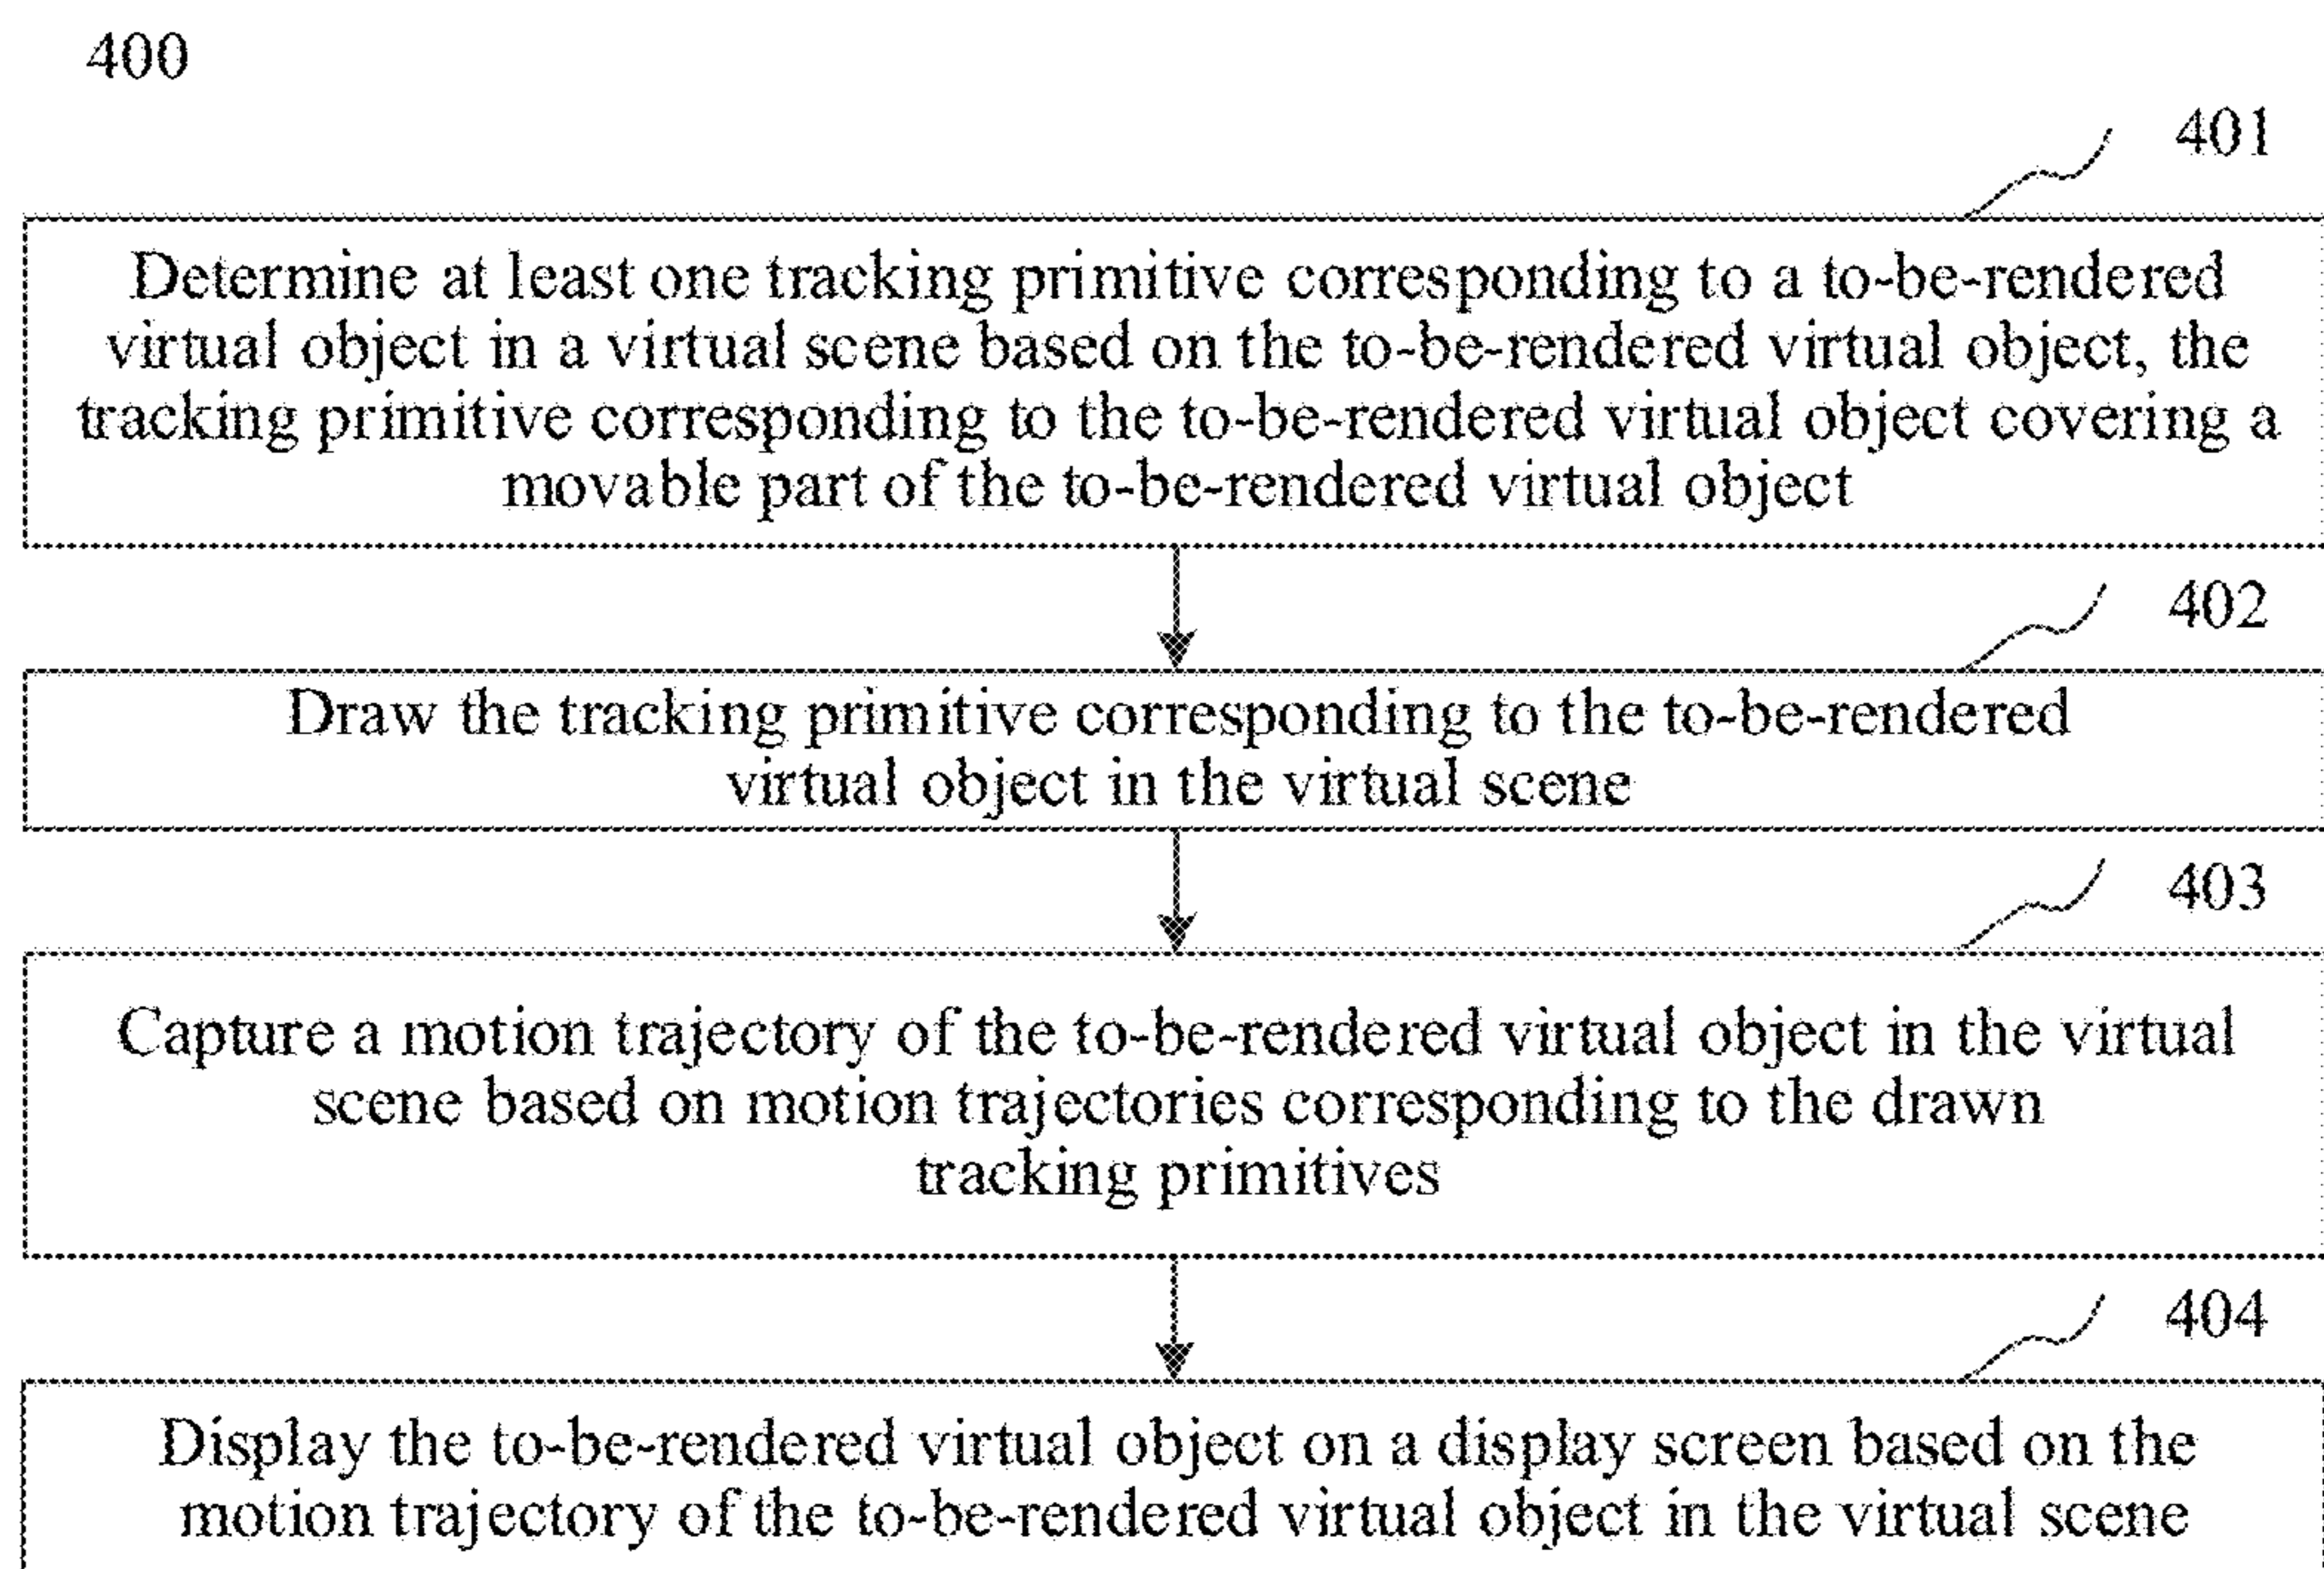 400
401
Determine at least one tracking primitive corresponding to a to-be-rendered
virtual object in a virtual scene based on the to-be-rendered virtual object, the
tracking primitive corresponding to the to-be-rendered virtual object covering a
movable part of the to-be-rendered virtual object
402
Draw the tracking primitive corresponding to the to-be-rendered
virtual object in the virtual scene
403
Capture a motion trajectory of the to-be-rendered virtual object in the virtual
scene based on motion trajectories corresponding to the drawn
tracking primitives
404
Display the to-be-rendered virtual object on a display screen based on the
motion trajectory of the to-be-rendered virtual object in the virtual scene